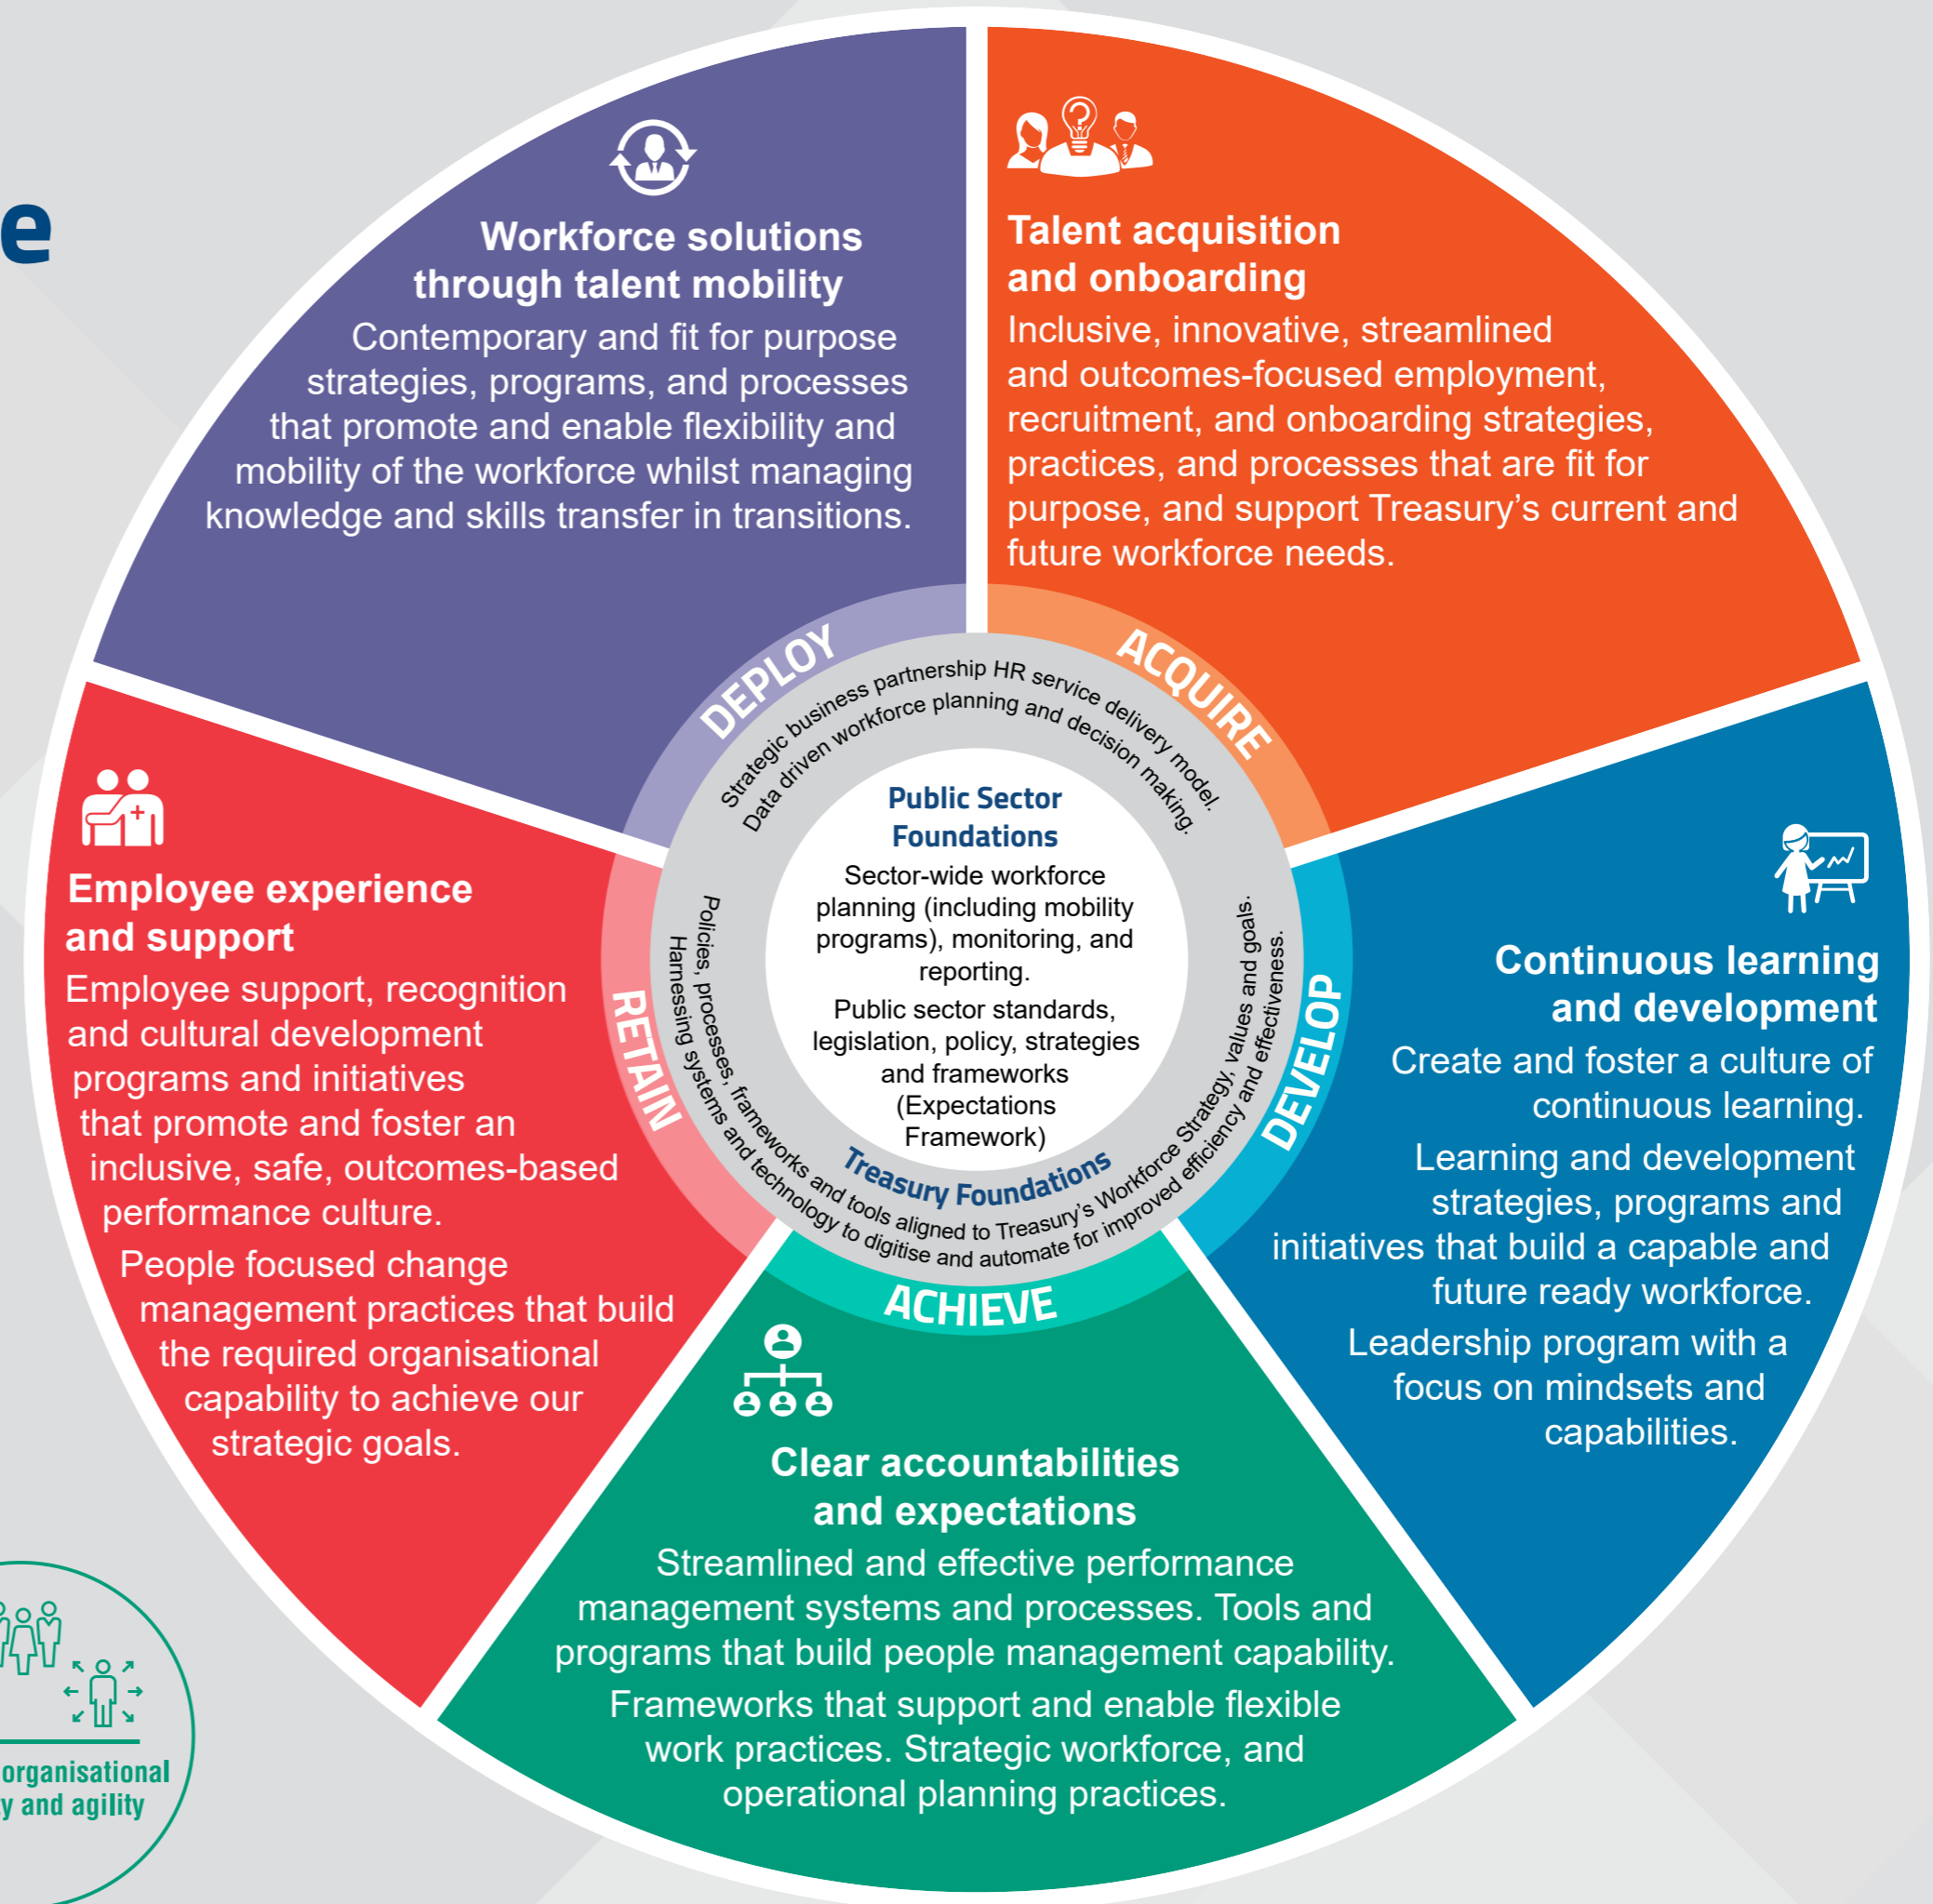 e
Workforce solutions
through talent mobility
Contemporary and fit for purpose
strategies, programs, and processes
that promote and enable flexibility and
mobility of the workforce whilst managing
knowledge and skills transfer in transitions.
Talent acquisition
and onboarding
Inclusive, innovative, streamlined
and outcomes-focused employment,
recruitment, and onboarding strategies,
practices, and processes that are fit for
purpose, and support Treasury's current and
future workforce needs.
DEPLOY
ACQUIRE
Strategic business partnership HR service delivery model.
Data driven workforce planning and decision making.
Public Sector
Foundations
Sector-wide workforce
planning (including mobility
programs), monitoring, and
reporting.
Public sector standards,
legislation, policy, strategies
and frameworks
(Expectations
Framework)
Treasury Foundations
Policies, processes, frameworks and tools aligned to Treasury's Workforce Strategy, values and goals.
Harnessing systems and technology to digitise and automate for improved efficiency and effectiveness.
RETAIN
DEVELOP
ACHIEVE
Employee experience
and support
Employee support, recognition
and cultural development
programs and initiatives
that promote and foster an
inclusive, safe, outcomes-based
performance culture.
People focused change
management practices that build
the required organisational
capability to achieve our
strategic goals.
Continuous learning
and development
Create and foster a culture of
continuous learning.
Learning and development
strategies, programs and
initiatives that build a capable and
future ready workforce.
Leadership program with a
focus on mindsets and
capabilities.
Clear accountabilities
and expectations
Streamlined and effective performance
management systems and processes. Tools and
programs that build people management capability.
Frameworks that support and enable flexible
work practices. Strategic workforce, and
operational planning practices.
organisational
y and agility